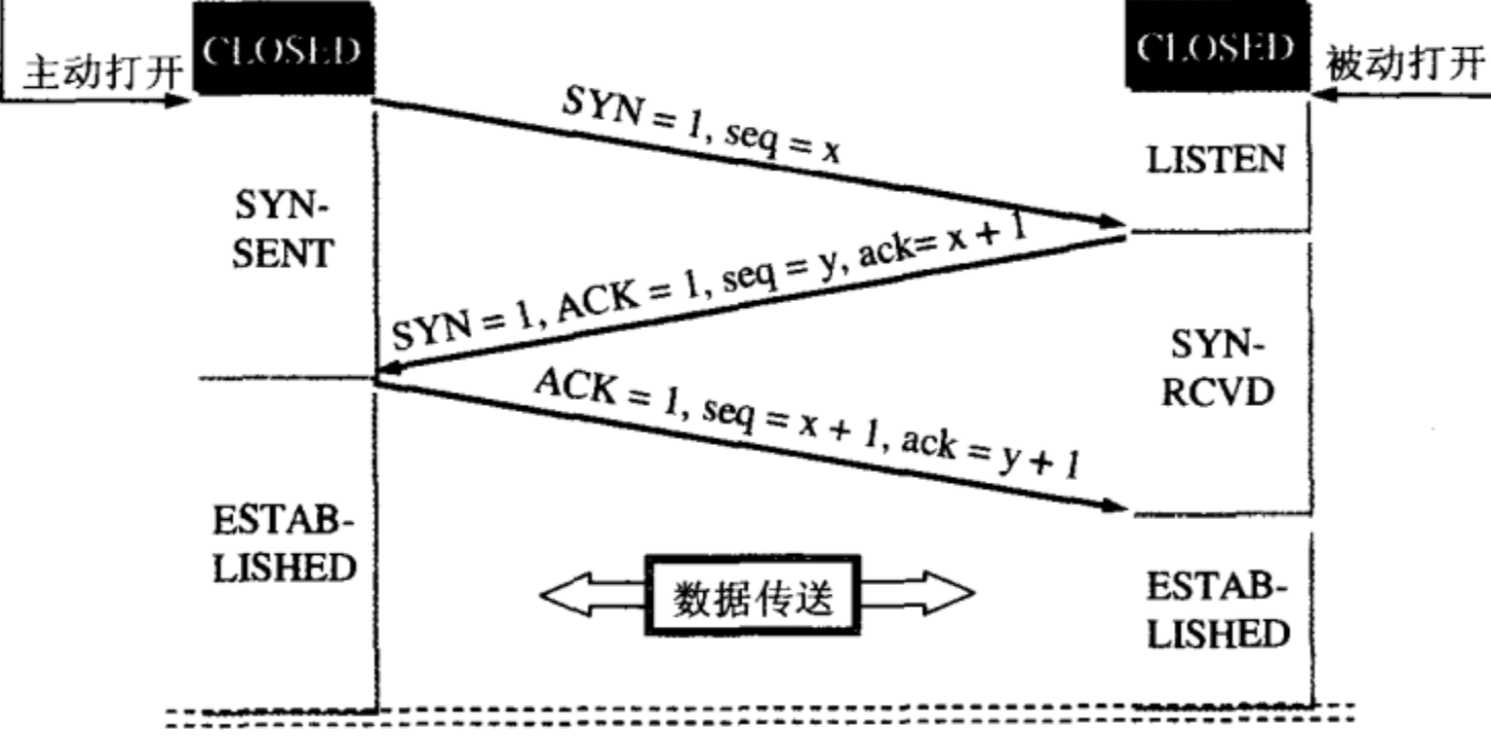 CLOSED
CLOSED
主动打开
被动打开
SYN = 1, seq = x
LISTEN
SYN-
SENT
SYN = 1, ACK = 1, seq = y, ack= x + 1
SYN-
RCVD
ACK = 1, seq = x + 1, ack = y + 1
ESTAB-
LISHED
数据传送
ESTAB-
LISHED